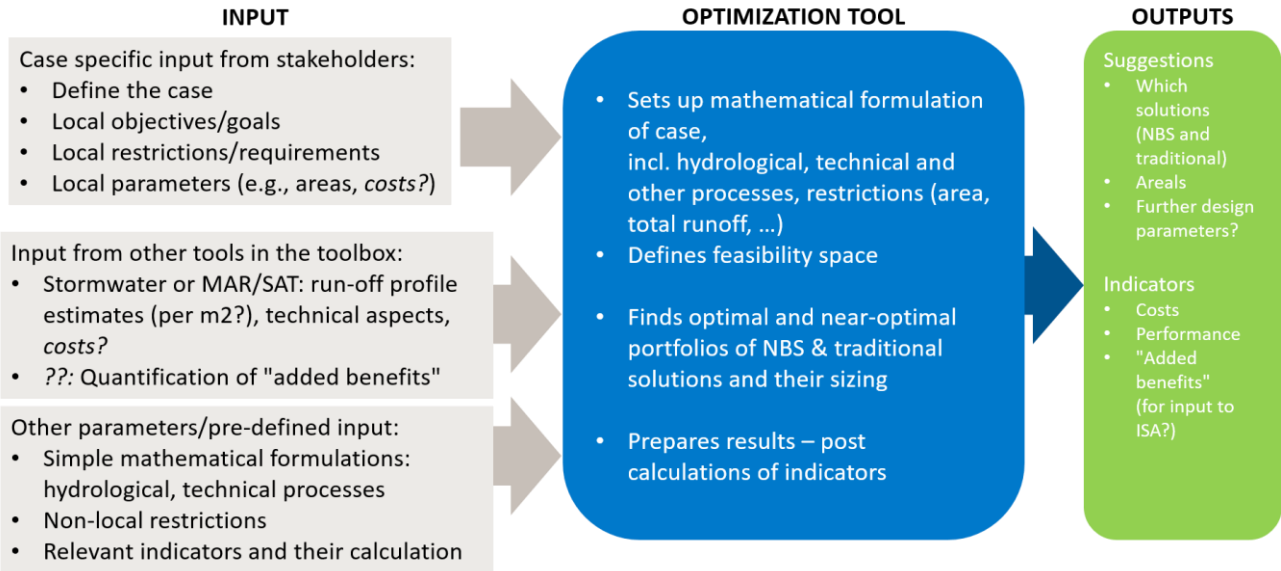 INPUT
Case specific input from stakeholders:
• Define the case
• Local objectives/goals
• Local restrictions/requirements
• Local parameters (e.g., areas, costs?)
Input from other tools in the toolbox:
• Stormwater or MAR/SAT: run-off profile
estimates (per m2?), technical aspects,
costs?
• ??: Quantification of "added benefits"
Other parameters/pre-defined input:
• Simple mathematical formulations:
hydrological, technical processes
• Non-local restrictions
• Relevant indicators and their calculation
OPTIMIZATION TOOL
• Sets up mathematical formulation
of case,
incl. hydrological, technical and
other processes, restrictions (area,
total runoff, ...)
• Defines feasibility space
• Finds optimal and near-optimal
portfolios of NBS & traditional
solutions and their sizing
• Prepares results – post
calculations of indicators
OUTPUTS
Suggestions
• Which
solutions
(NBS and
traditional)
• Areals
• Further design
parameters?
Indicators
• Costs
• Performance
• "Added
benefits"
(for input to
ISA?)